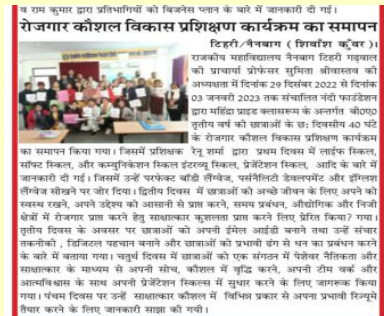 व राम कुमार द्वारा प्रतिभागियों को बिजनेस प्लान के बारे में जानकारी दी गई।
रोजगार कौशल विकास प्रशिक्षण कार्यक्रम का समापन
टिहरी/नैनबाग (शिवांश कुँवर)।
राजकीय महाविद्यालय नैनबाग टिहरी गढ़वाल
की प्राचार्या प्रोफेसर सुमिता श्रीवास्तव की
अध्यक्षता में दिनांक 29 दिसंबर 2022 से दिनांक
03 जनवरी 2023 तक संचालित नंदी फाउंडेशन
द्वारा महिंद्रा प्राइड क्लासरूम के अन्तर्गत बी0ए0
तृतीय वर्ष की छात्राओं के छ: दिवसीय 40 घंटे
के रोजगार कौशल विकास प्रशिक्षण कार्यक्रम
का समापन किया गया। जिसमें प्रशिक्षक रेनू शर्मा द्वारा प्रथम दिवस में लाईफ स्किल,
सॉफ्ट स्किल, और कम्युनिकेशन स्किल इंटरव्यू स्किल, प्रेजेंटेशन स्किल, आदि के बारे में
जानकारी दी गई। जिसमें उन्हें परफेक्ट बॉडी लैंग्वेज, पर्सनैलिटी डेवलपमेंट और इंग्लिश
लैंग्वेज सीखने पर जोर दिया। द्वितीय दिवस में छात्राओं को अच्छे जीवन के लिए अपने को
स्वस्थ रखने, अपने उद्देश्य को आसानी से प्राप्त करने, समय प्रबंधन, औद्योगिक और निजी
क्षेत्रों में रोजगार प्राप्त करने हेतु साक्षात्कार कुशलता प्राप्त करने लिए प्रेरित किया? गया।
तृतीय दिवस के अवसर पर छात्राओं को अपनी ईमेल आईडी बनाने तथा उन्हें संचार
तकनीकी , डिजिटल पहचान बनाने और छात्राओं को प्रभावी ढंग से धन का प्रबंधन करने
के बारे में बताया गया। चतुर्थ दिवस में छात्राओं को एक संगठन में पेशेवर नैतिकता और
साक्षात्कार के माध्यम से अपनी सोच, कौशल में वृद्धि करने, अपनी टीम वर्क और
आत्मविश्वास के साथ अपनी प्रेजेंटेशन स्किल्स में सुधार करने के लिए जागरूक किया
गया। पंचम दिवस पर उन्हें साक्षात्कार कौशल में विभिन्न प्रकार से अपना प्रभावी रिज्यूमे
तैयार करने के लिए जानकारी साझा की गयी।